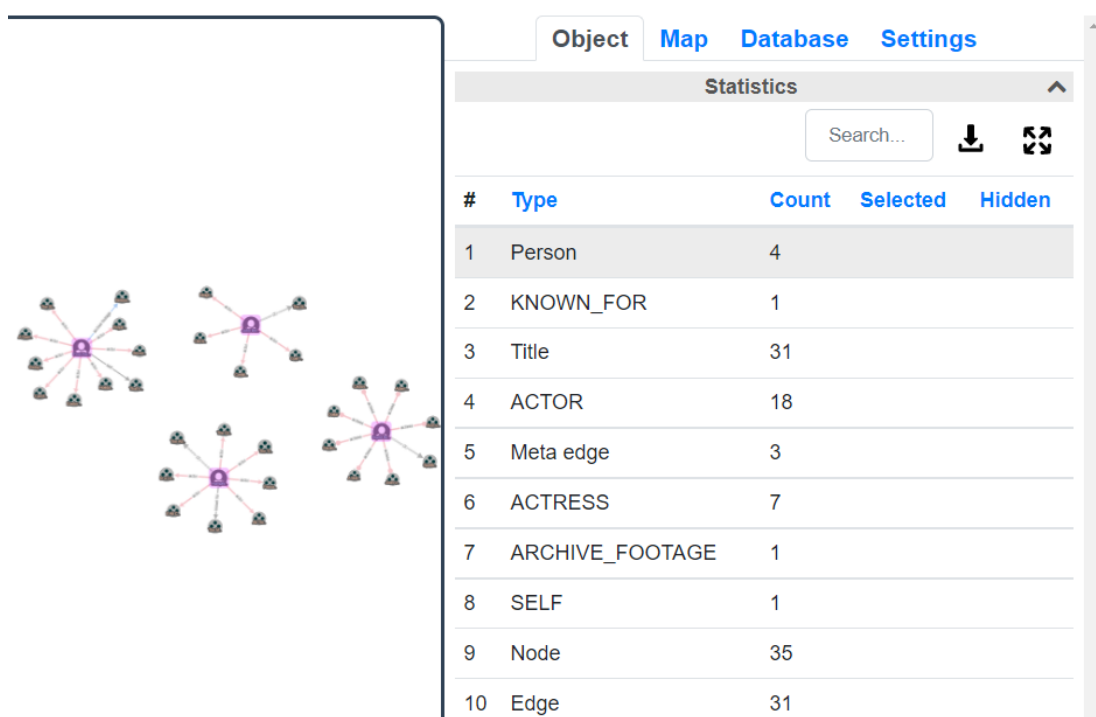 Object Map Database Settings
Statistics
Search...
# Type Count Selected Hidden
1 Person 4
2 KNOWN_FOR 1
3 Title 31
4 ACTOR 18
5 Meta edge 3
6 ACTRESS 7
7 ARCHIVE_FOOTAGE 1
8 SELF 1
9 Node 35
10 Edge 31